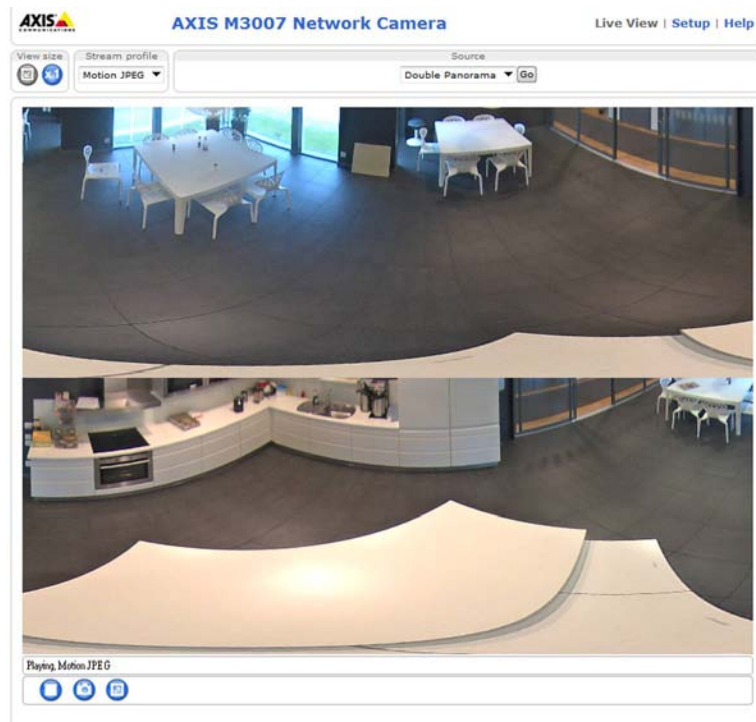 AXIS
COMMUNICATIONS
AXIS M3007 Network Camera
Live View | Setup | Help
View size
Stream profile
Source
Motion JPEG
Double Panorama
Go
Playing, Motion JPEG